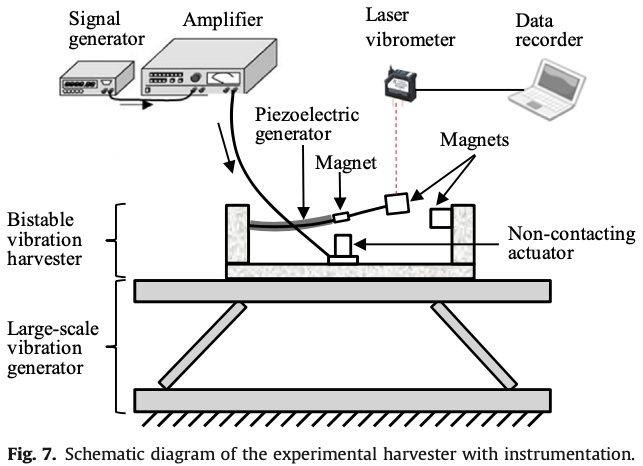 Signal
generator
Amplifier
Laser
vibrometer
Data
recorder
Piezoelectric
generator
Magnet
Magnets
Bistable
vibration
harvester
Non-contacting
actuator
Large-scale
vibration
generator
Fig. 7. Schematic diagram of the experimental harvester with instrumentation.